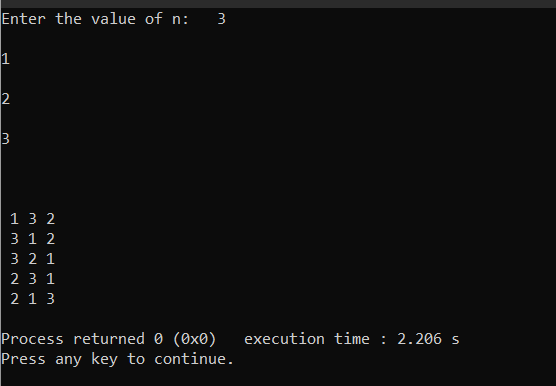 Enter the value of n:   3
1
2
3
1 3 2
3 1 2
3 2 1
2 3 1
2 1 3
Process returned 0 (0x0)   execution time : 2.206 s
Press any key to continue.